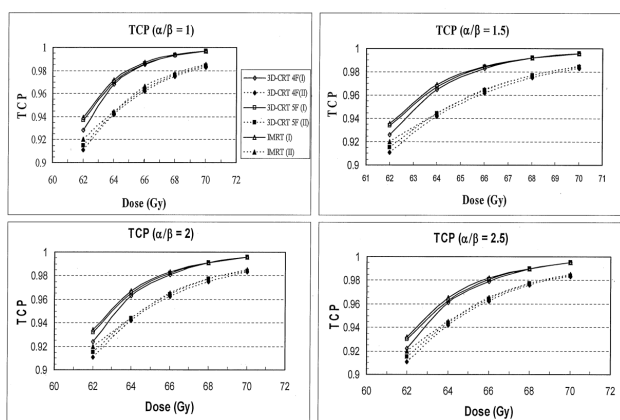 TCP (α/β = 1)
TCP
1
0.98
0.96
0.94
0.92
0.9
60 62 64 66 68 70 72
Dose (Gy)
3D-CRT 4F(I)
3D-CRT 4F(II)
3D-CRT 5F(I)
3D-CRT 5F (II)
IMRT (I)
IMRT (II)
TCP (α/β = 1.5)
TCP
1
0.98
0.96
0.94
0.92
0.9
61 62 63 64 65 66 67 68 69 70 71
Dose (Gy)
TCP (α/β = 2)
TCP
1
0.98
0.96
0.94
0.92
0.9
60 62 64 66 68 70 72
Dose (Gy)
TCP (α/β = 2.5)
TCP
1
0.98
0.96
0.94
0.92
0.9
60 62 64 66 68 70 72
Dose (Gy)